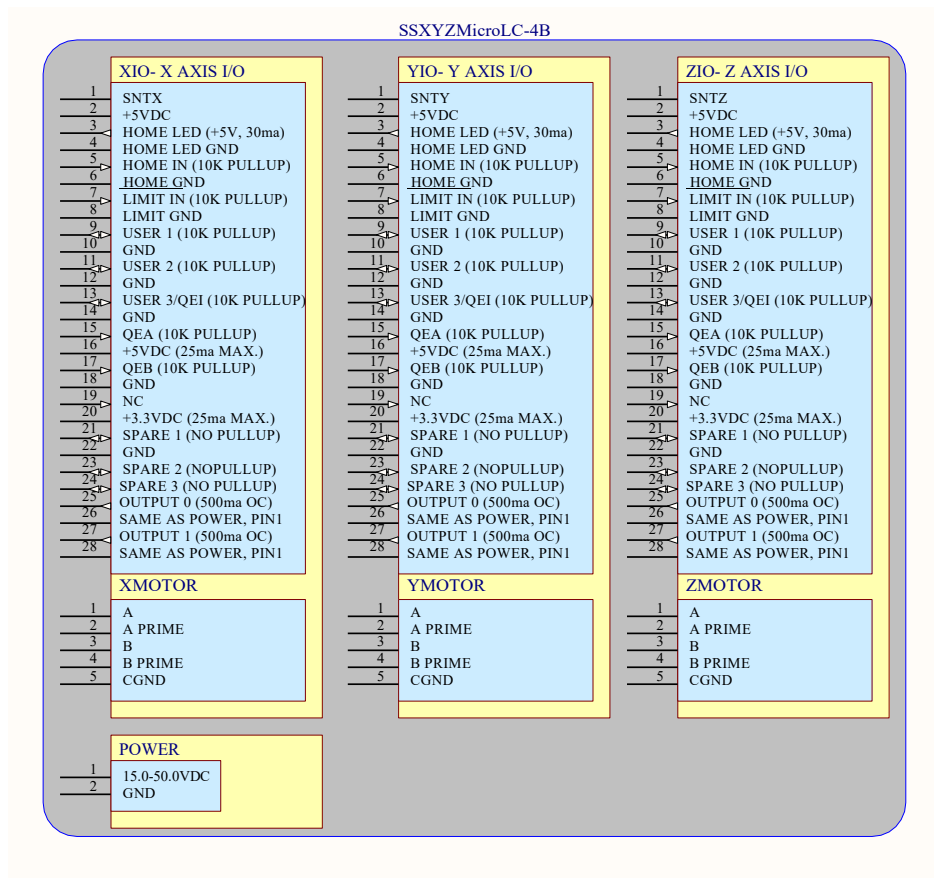 SSXYZMicroLC-4B
XIO- X AXIS I/O
1 SNTX
2 +5VDC
3 HOME LED (+5V, 30ma)
4 HOME LED GND
5 HOME IN (10K PULLUP)
6 HOME GND
7 LIMIT IN (10K PULLUP)
8 LIMIT GND
9 USER 1 (10K PULLUP)
10 GND
11 USER 2 (10K PULLUP)
12 GND
13 USER 3/QEI (10K PULLUP)
14 GND
15 QEA (10K PULLUP)
16 +5VDC (25ma MAX.)
17 QEB (10K PULLUP)
18 GND
19 NC
20 +3.3VDC (25ma MAX.)
21 SPARE 1 (NO PULLUP)
22 GND
23 SPARE 2 (NOPULLUP)
24 SPARE 3 (NO PULLUP)
25 OUTPUT 0 (500ma OC)
26 SAME AS POWER, PIN1
27 OUTPUT 1 (500ma OC)
28 SAME AS POWER, PIN1
XMOTOR
1 A
2 A PRIME
3 B
4 B PRIME
5 CGND
YIO- Y AXIS I/O
1 SNTY
2 +5VDC
3 HOME LED (+5V, 30ma)
4 HOME LED GND
5 HOME IN (10K PULLUP)
6 HOME GND
7 LIMIT IN (10K PULLUP)
8 LIMIT GND
9 USER 1 (10K PULLUP)
10 GND
11 USER 2 (10K PULLUP)
12 GND
13 USER 3/QEI (10K PULLUP)
14 GND
15 QEA (10K PULLUP)
16 +5VDC (25ma MAX.)
17 QEB (10K PULLUP)
18 GND
19 NC
20 +3.3VDC (25ma MAX.)
21 SPARE 1 (NO PULLUP)
22 GND
23 SPARE 2 (NOPULLUP)
24 SPARE 3 (NO PULLUP)
25 OUTPUT 0 (500ma OC)
26 SAME AS POWER, PIN1
27 OUTPUT 1 (500ma OC)
28 SAME AS POWER, PIN1
YMOTOR
1 A
2 A PRIME
3 B
4 B PRIME
5 CGND
ZIO- Z AXIS I/O
1 SNTZ
2 +5VDC
3 HOME LED (+5V, 30ma)
4 HOME LED GND
5 HOME IN (10K PULLUP)
6 HOME GND
7 LIMIT IN (10K PULLUP)
8 LIMIT GND
9 USER 1 (10K PULLUP)
10 GND
11 USER 2 (10K PULLUP)
12 GND
13 USER 3/QEI (10K PULLUP)
14 GND
15 QEA (10K PULLUP)
16 +5VDC (25ma MAX.)
17 QEB (10K PULLUP)
18 GND
19 NC
20 +3.3VDC (25ma MAX.)
21 SPARE 1 (NO PULLUP)
22 GND
23 SPARE 2 (NOPULLUP)
24 SPARE 3 (NO PULLUP)
25 OUTPUT 0 (500ma OC)
26 SAME AS POWER, PIN1
27 OUTPUT 1 (500ma OC)
28 SAME AS POWER, PIN1
ZMOTOR
1 A
2 A PRIME
3 B
4 B PRIME
5 CGND
POWER
1 15.0-50.0VDC
2 GND